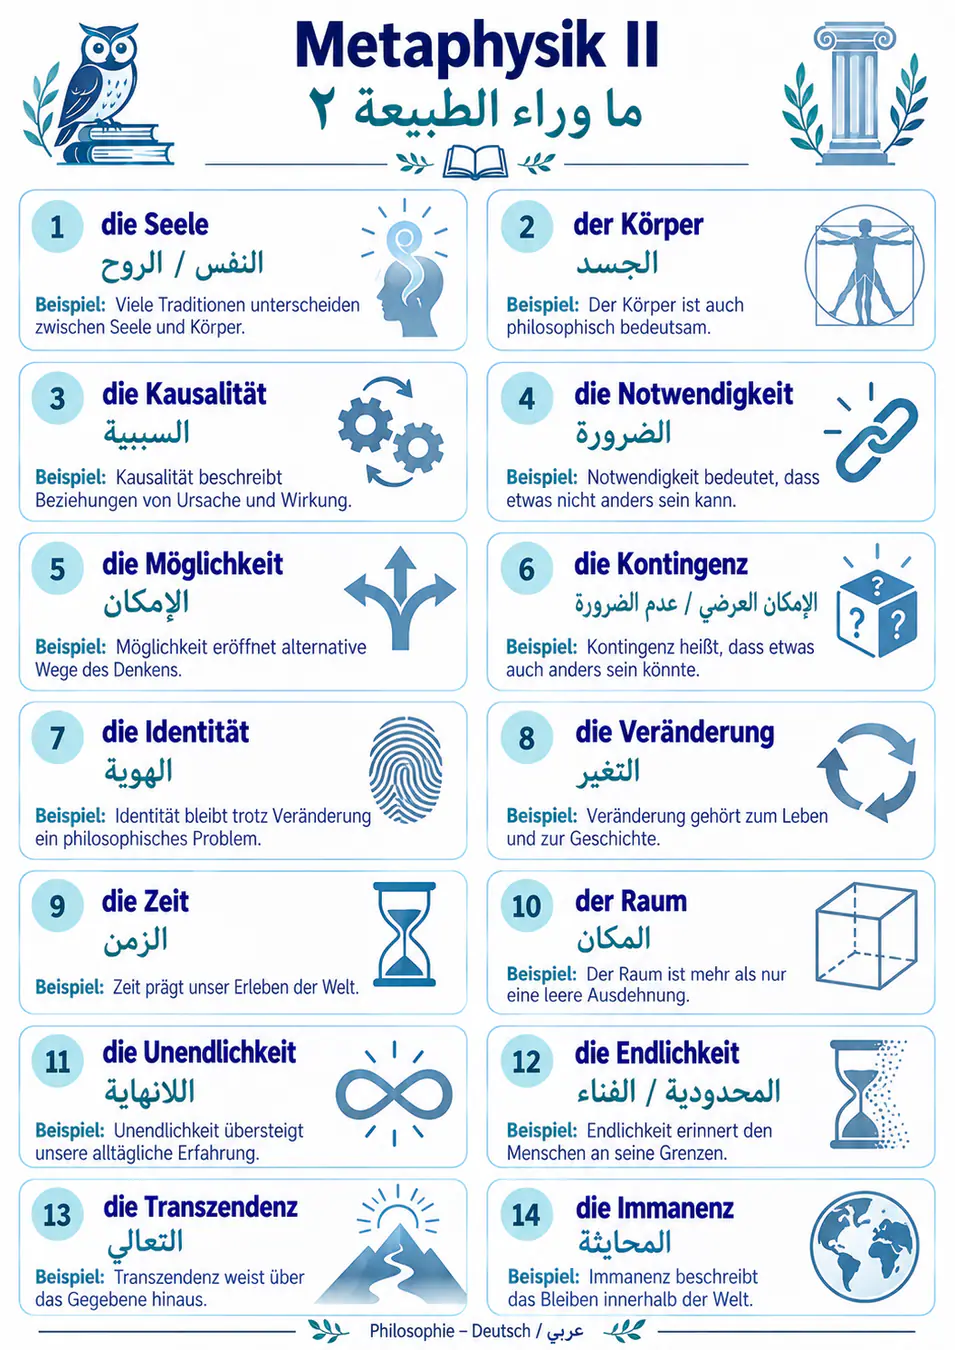 Metaphysik II
ما وراء الطبيعة ٢
1
die Seele
النفس / الروح
Beispiel: Viele Traditionen unterscheiden
zwischen Seele und Körper.
2
der Körper
الجسد
Beispiel: Der Körper ist auch
philosophisch bedeutsam.
3
die Kausalität
السببية
Beispiel: Kausalität beschreibt
Beziehungen von Ursache und Wirkung.
4
die Notwendigkeit
الضرورة
Beispiel: Notwendigkeit bedeutet, dass
etwas nicht anders sein kann.
5
die Möglichkeit
الإمكان
Beispiel: Möglichkeit eröffnet alternative
Wege des Denkens.
6
die Kontingenz
الإمكان العرضي / عدم الضرورة
Beispiel: Kontingenz heißt, dass etwas
auch anders sein könnte.
? ? ?
7
die Identität
الهوية
Beispiel: Identität bleibt trotz Veränderung
ein philosophisches Problem.
8
die Veränderung
التغير
Beispiel: Veränderung gehört zum Leben
und zur Geschichte.
9
die Zeit
الزمن
Beispiel: Zeit prägt unser Erleben der Welt.
10
der Raum
المكان
Beispiel: Der Raum ist mehr als nur
eine leere Ausdehnung.
11
die Unendlichkeit
اللانهاية
Beispiel: Unendlichkeit übersteigt
unsere alltägliche Erfahrung.
12
die Endlichkeit
المحدودية / الفناء
Beispiel: Endlichkeit erinnert den
Menschen an seine Grenzen.
13
die Transzendenz
التعالي
Beispiel: Transzendenz weist über
das Gegebene hinaus.
14
die Immanenz
المحايثة
Beispiel: Immanenz beschreibt
das Bleiben innerhalb der Welt.
Philosophie – Deutsch / عربي